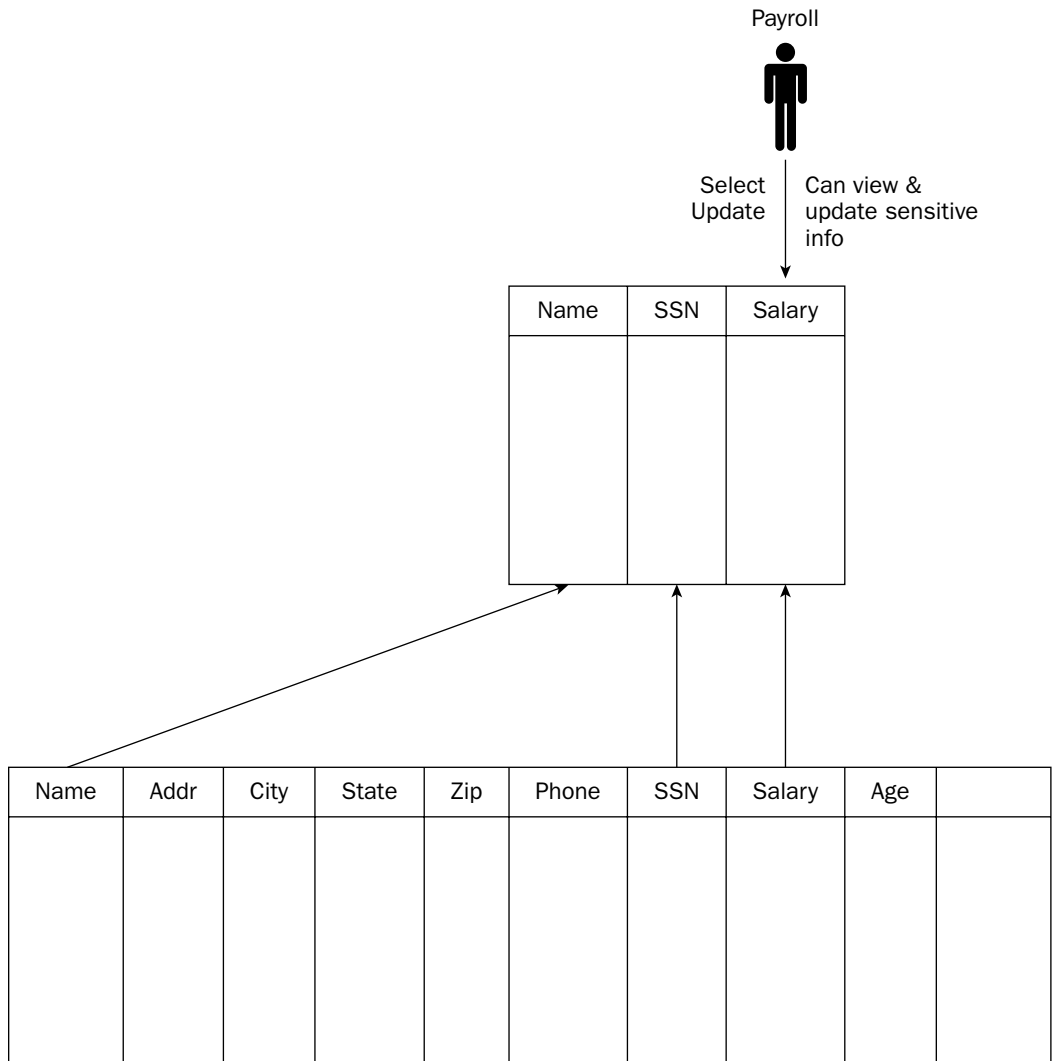 Payroll
Select
Update
Can view &
update sensitive
info
Name SSN Salary
Name Addr City State Zip Phone SSN Salary Age